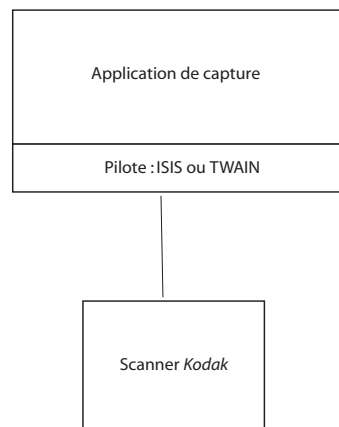 Application de capture
Pilote : ISIS ou TWAIN
Scanner Kodak